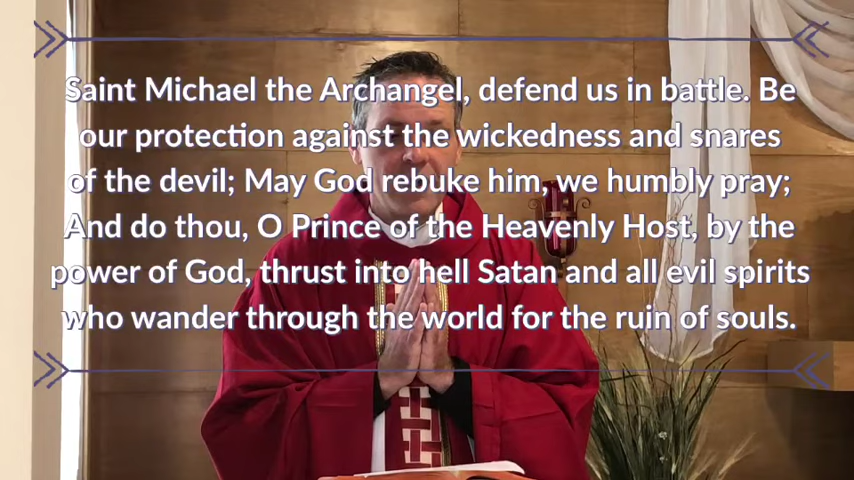 Saint Michael the Archangel, defend us in battle. Be
our protection against the wickedness and snares
of the devil; May God rebuke him, we humbly pray;
And do thou, O Prince of the Heavenly Host, by the
power of God, thrust into hell Satan and all evil spirits
who wander through the world for the ruin of souls.